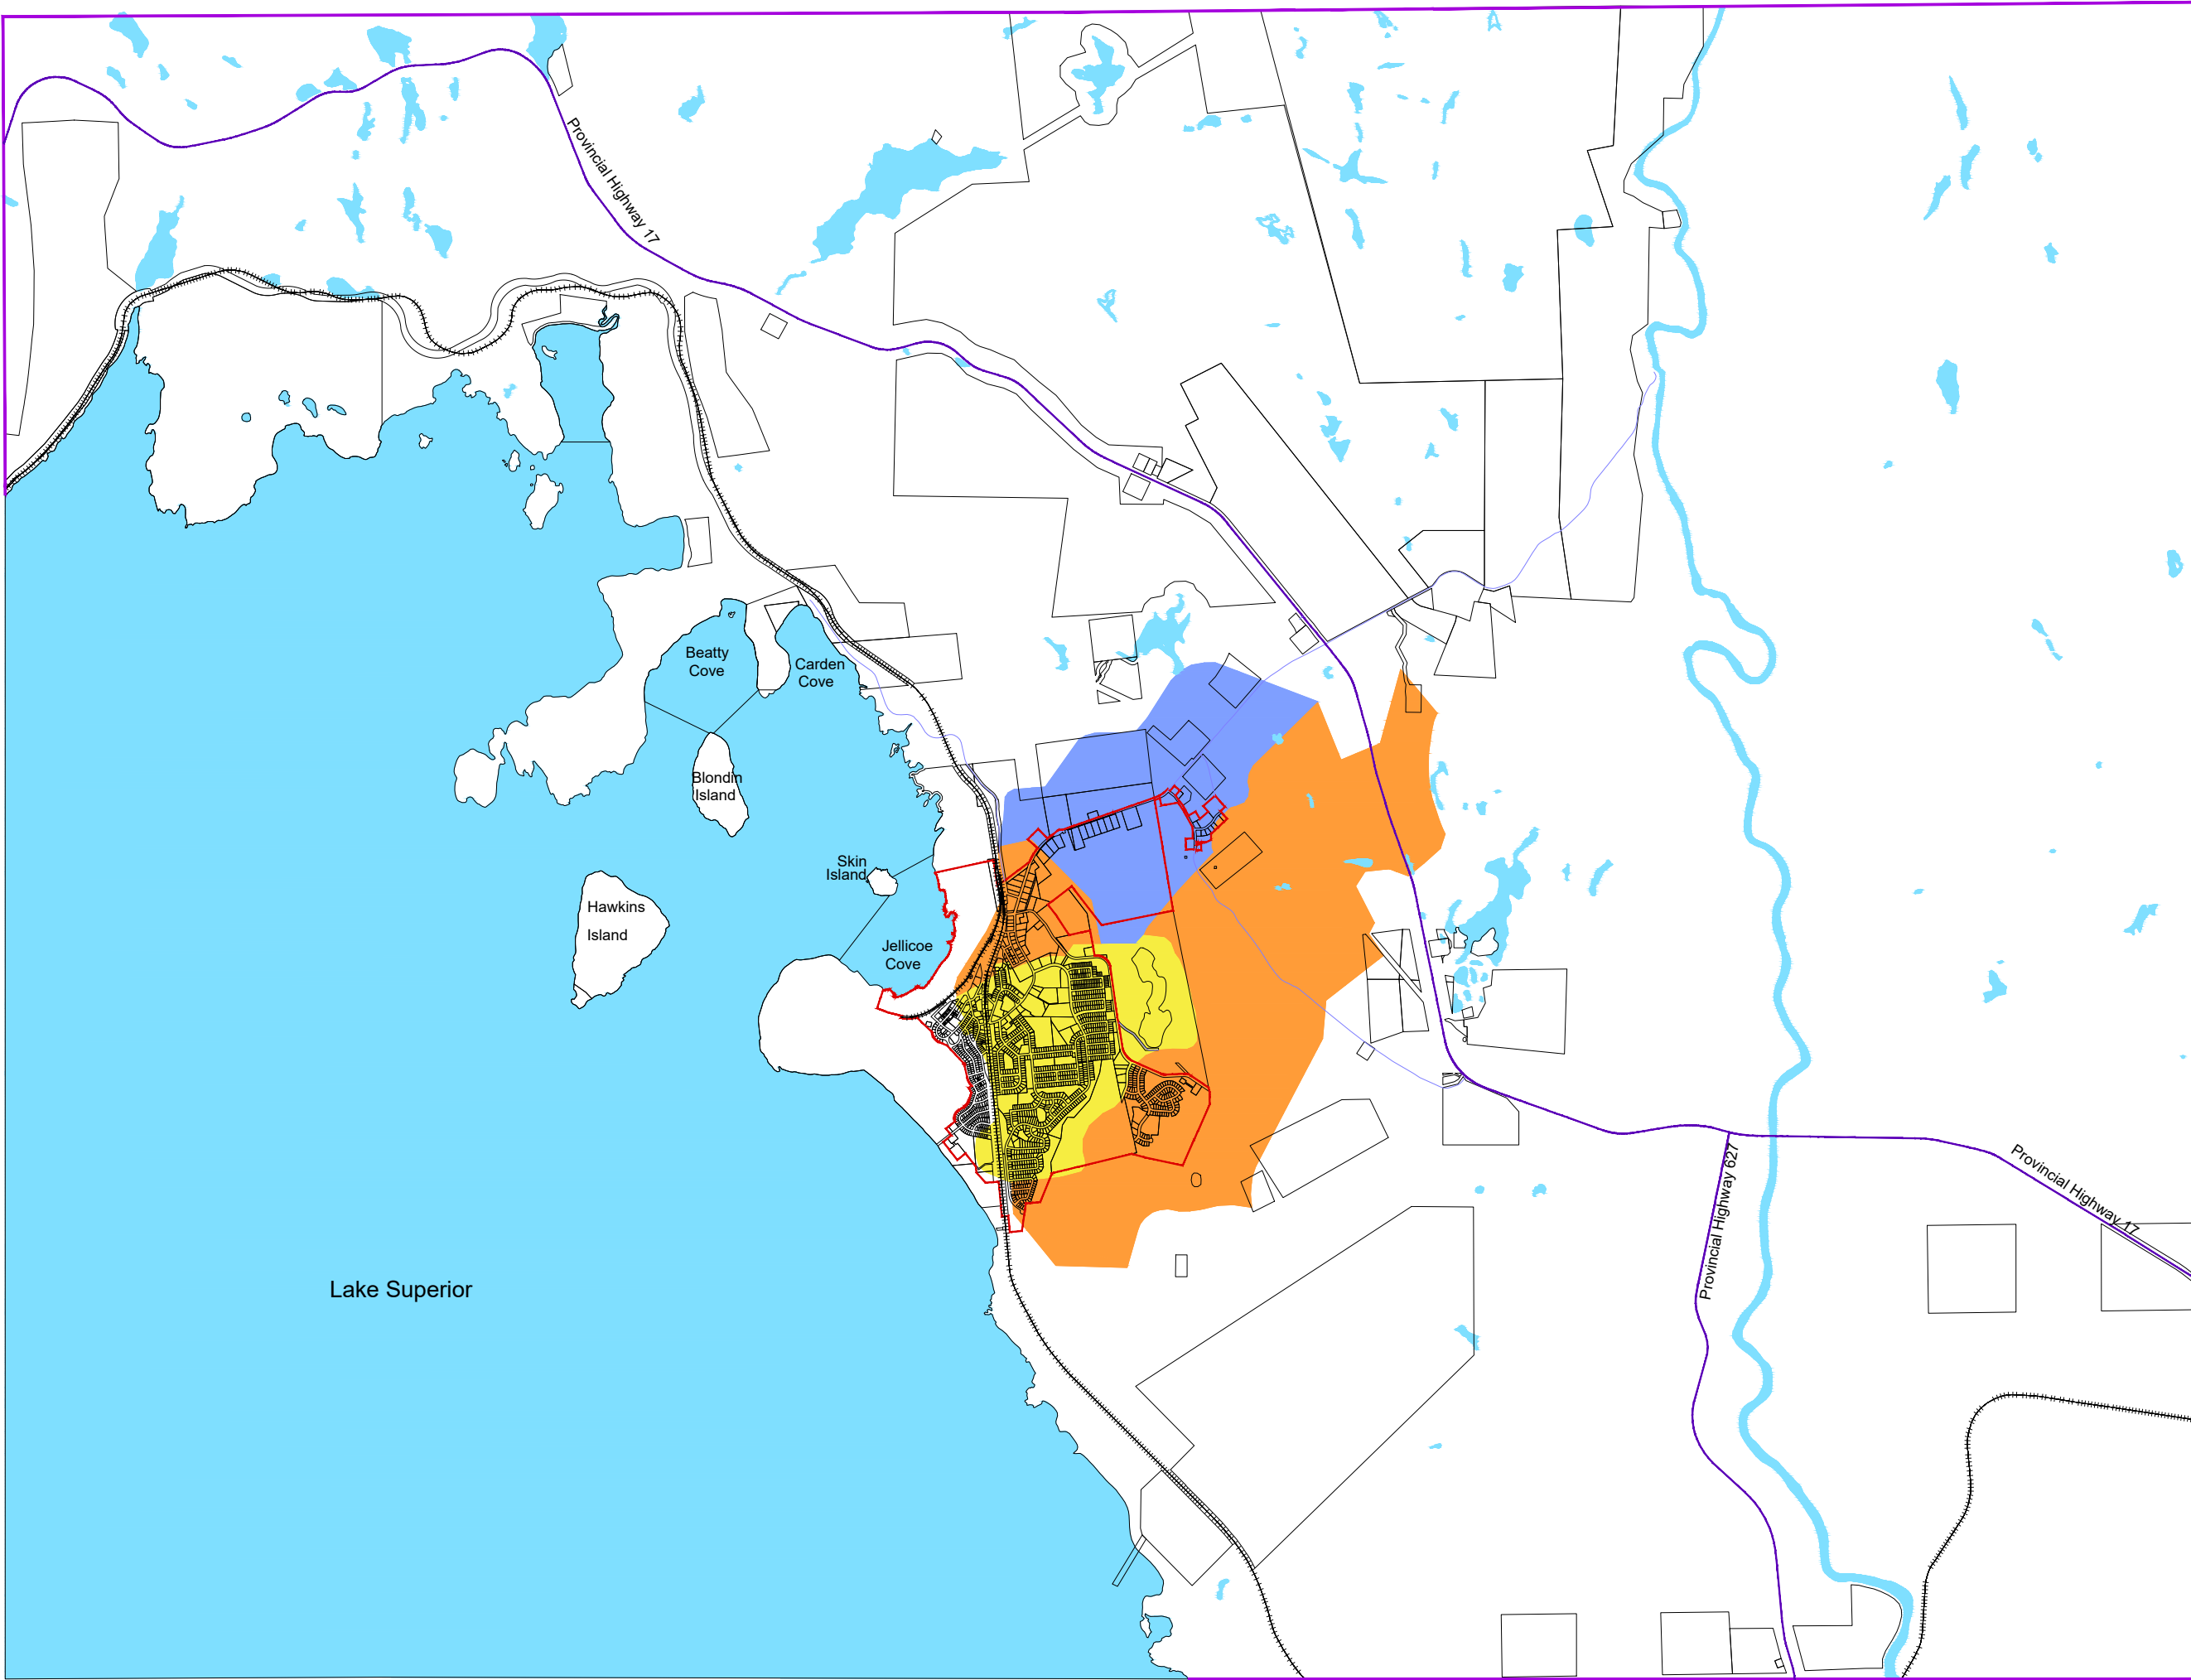 Provincial Highway 17
Beatty
Cove
Carden
Cove
Blondin
Island
Skin
Island
Hawkins
Island
Jellicoe
Cove
Provincial Highway 627
Provincial Highway 17
Lake Superior